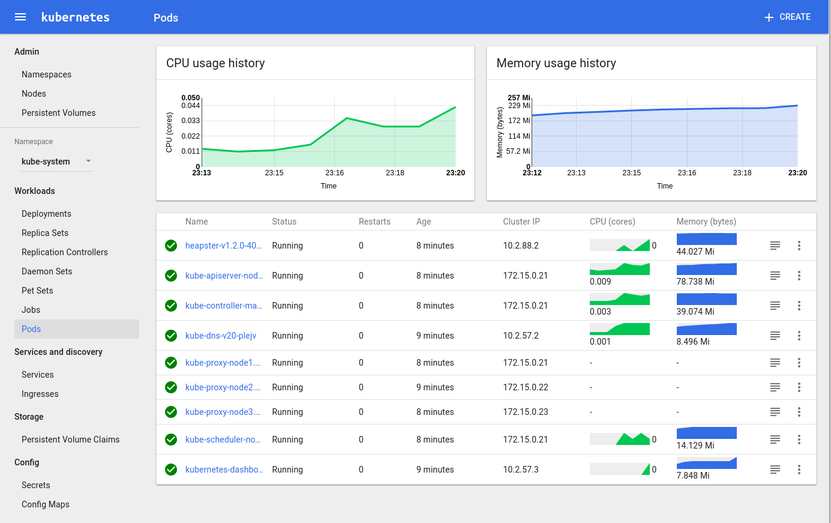 kubernetes
Pods
CREATE
Admin
Namespaces
Nodes
Persistent Volumes
Namespace
kube-system
Workloads
Deployments
Replica Sets
Replication Controllers
Daemon Sets
Pet Sets
Jobs
Pods
Services and discovery
Services
Ingresses
Storage
Persistent Volume Claims
Config
Secrets
Config Maps
CPU usage history
CPU (cores)
0.050
0.044
0.033
0.022
0.011
0
23:13 23:15 23:16 23:18 23:20
Time
Memory usage history
Memory (bytes)
257 Mi
229 Mi
172 Mi
114 Mi
57.2 Mi
0
23:12 23:13 23:15 23:16 23:18 23:20
Time
Name Status Restarts Age Cluster IP CPU (cores) Memory (bytes)
heapster-v1.2.0-40... Running 0 8 minutes 10.2.88.2 0 44.027 Mi
kube-apiserver-nod... Running 0 8 minutes 172.15.0.21 0.009 78.738 Mi
kube-controller-ma... Running 0 8 minutes 172.15.0.21 0.003 39.074 Mi
kube-dns-v20-plejv Running 0 9 minutes 10.2.57.2 0.001 8.496 Mi
kube-proxy-node1.... Running 0 8 minutes 172.15.0.21 - -
kube-proxy-node2.... Running 0 9 minutes 172.15.0.22 - -
kube-proxy-node3.... Running 0 8 minutes 172.15.0.23 - -
kube-scheduler-no... Running 0 8 minutes 172.15.0.21 0 14.129 Mi
kubernetes-dashbo... Running 0 9 minutes 10.2.57.3 0 7.848 Mi